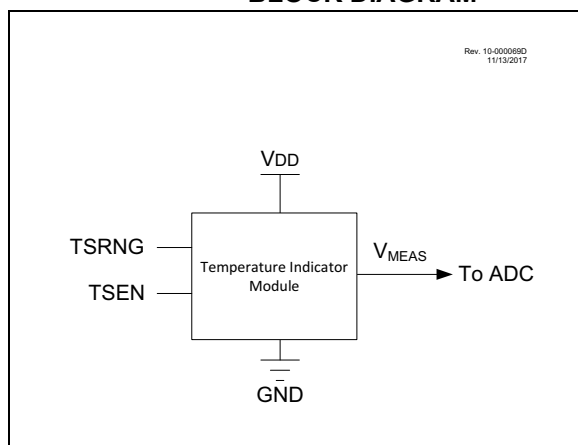 BLOCK DIAGRAM
Rev. 10-000069D
11/13/2017
VDD
TSRNG
TSEN
Temperature Indicator
Module
VMEAS
To ADC
GND